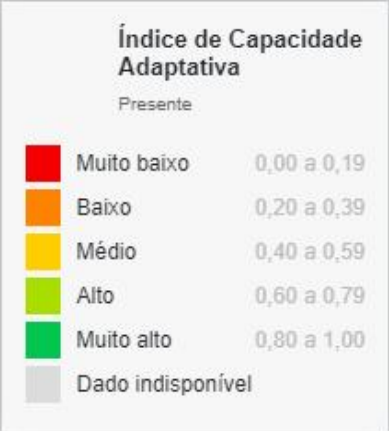 Índice de Capacidade
Adaptativa
Presente
Muito baixo 0,00 a 0,19
Baixo 0,20 a 0,39
Médio 0,40 a 0,59
Alto 0,60 a 0,79
Muito alto 0,80 a 1,00
Dado indisponível